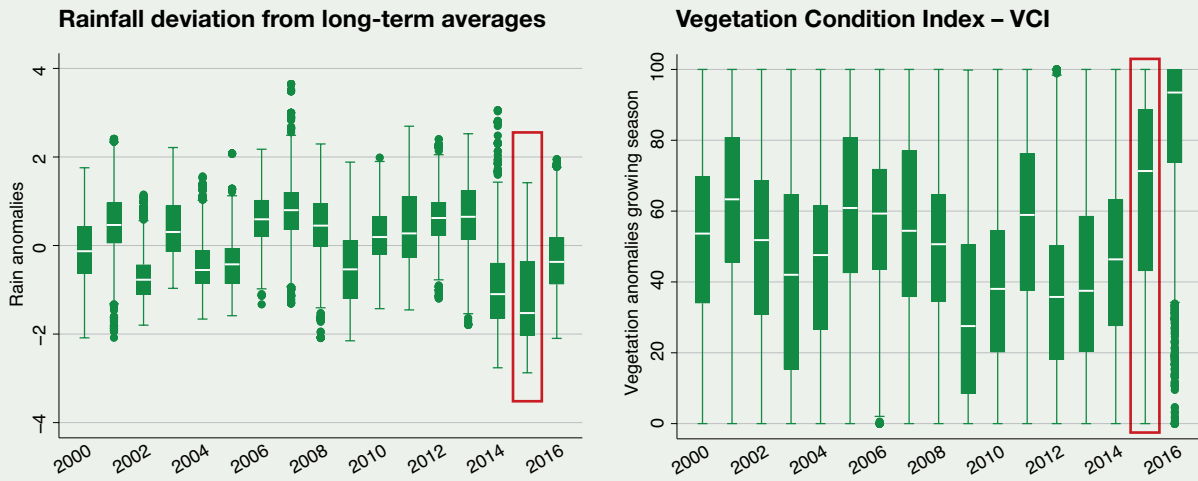 Rainfall deviation from long-term averages
Rain anomalies
4
2
0
−2
−4
2000 2002 2004 2006 2008 2010 2012 2014 2016
Vegetation Condition Index – VCI
Vegetation anomalies growing season
100
80
60
40
20
0
2000 2002 2004 2006 2008 2010 2012 2014 2016